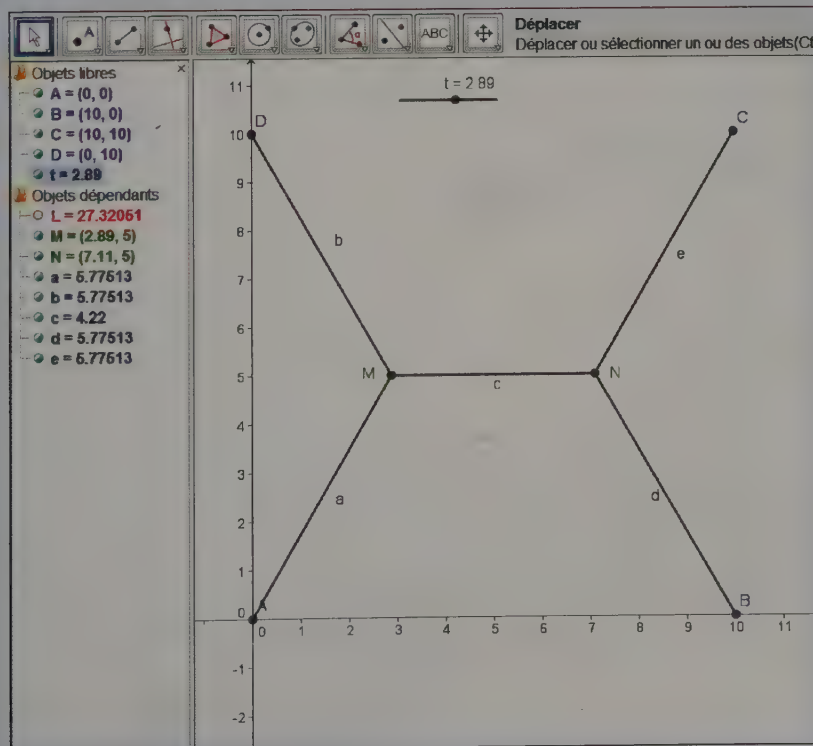 A
α
ABC
Déplacer
Déplacer ou sélectionner un ou des objets(Ct
Objets libres
×
A = (0, 0)
B = (10, 0)
C = (10, 10)
D = (0, 10)
t = 2.89
Objets dépendants
L = 27.32051
M = (2.89, 5)
N = (7.11, 5)
a = 5.77513
b = 5.77513
c = 4.22
d = 5.77513
e = 5.77513
t = 2.89
11
D
C
10
9
8
b
e
7
6
M
N
5
c
4
3
a
d
2
1
A
B
0
0 1 2 3 4 5 6 7 8 9 10 11
-1
-2